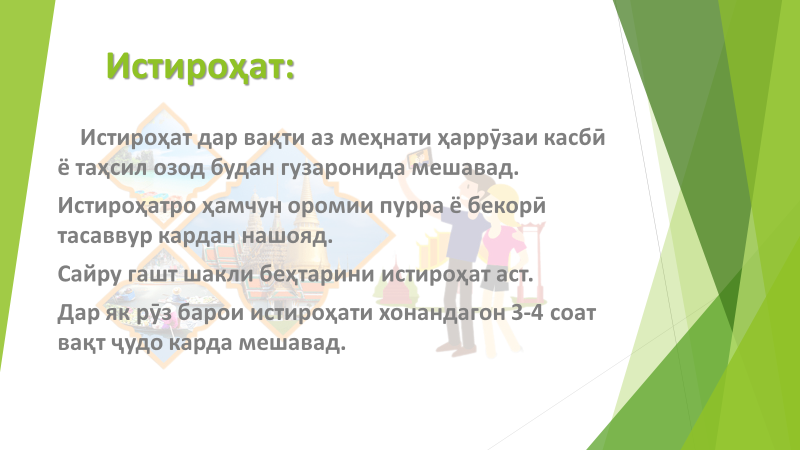 Истироҳат:
Истироҳат дар вақти аз меҳнати ҳаррӯзаи касбӣ
ё таҳсил озод будан гузаронида мешавад.
Истироҳатро ҳамчун оромии пурра ё бекорӣ
тасаввур кардан нашояд.
Сайру гашт шакли беҳтарини истироҳат аст.
Дар як рӯз барои истироҳати хонандагон 3-4 соат
вақт ҷудо карда мешавад.